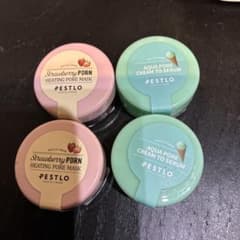 Strawberry PORN
HEATING PORE MASK
PESTLO
AQUA PORE
CREAM TO SERUM
PESTLO
Strawberry PORN
HEATING PORE MASK
PESTLO
AQUA PORE
CREAM TO SERUM
PESTLO